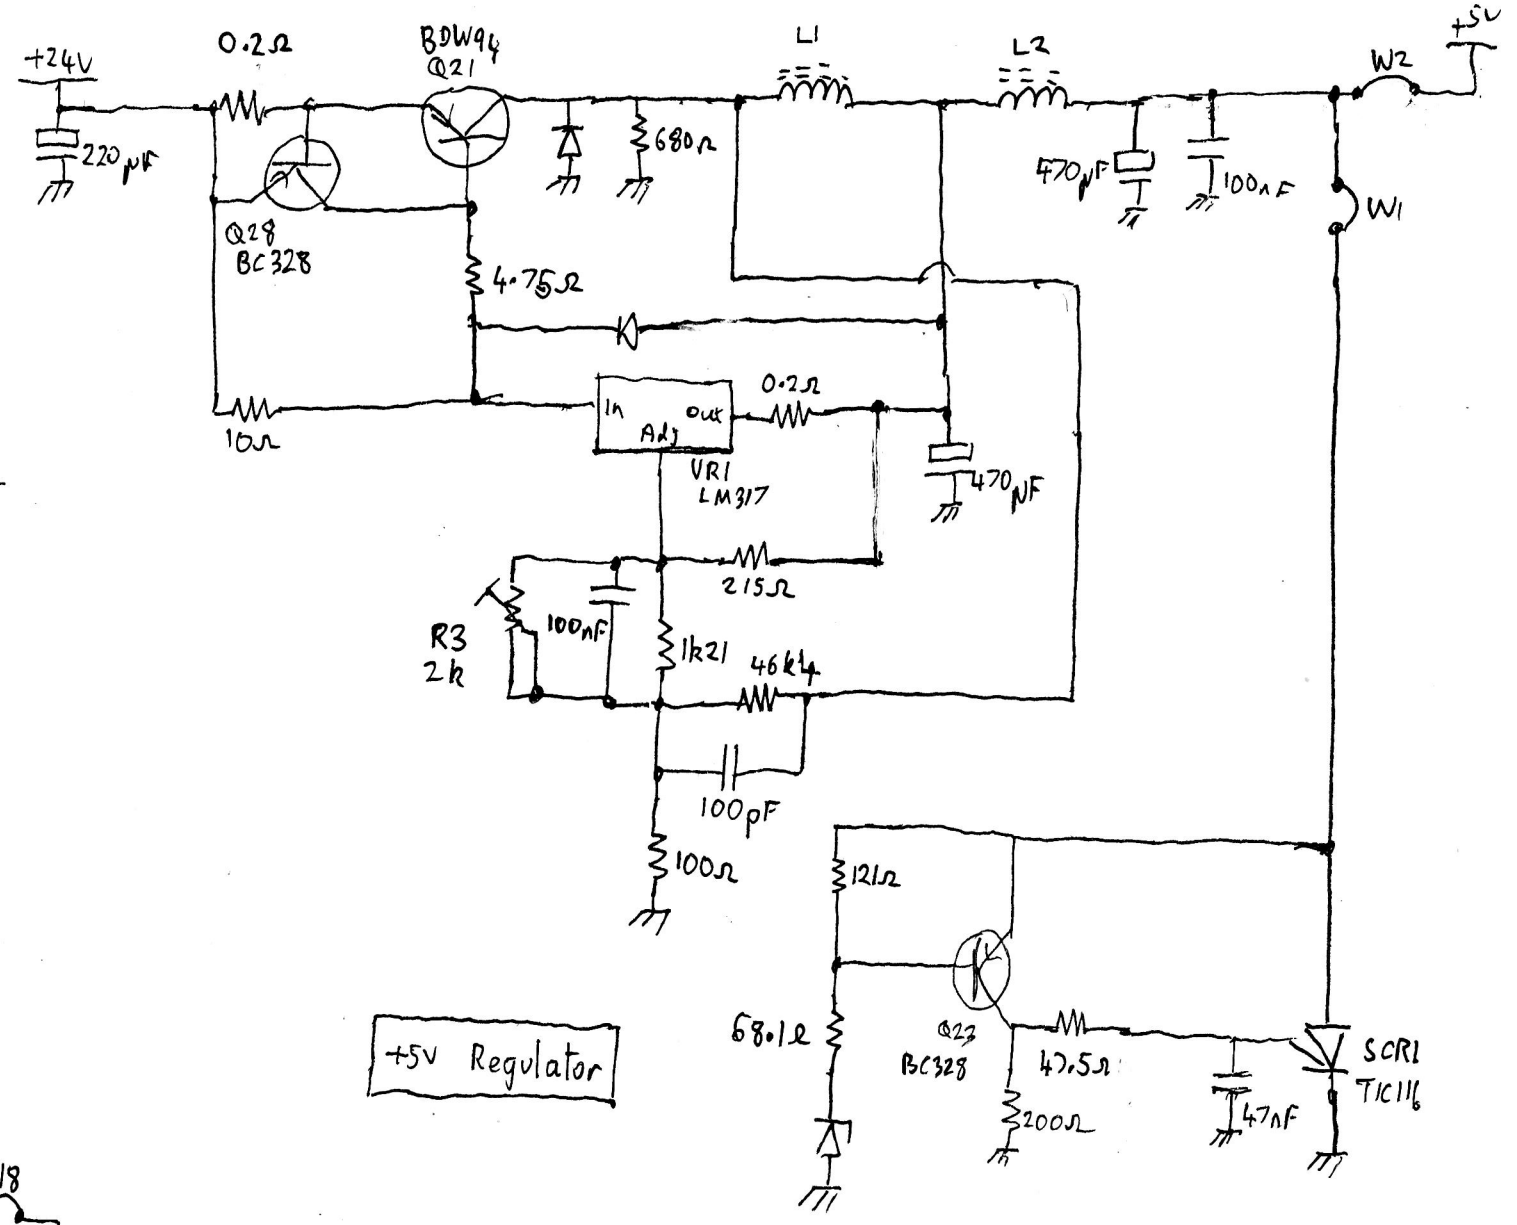 +24V
0.2Ω
BDW94
Q21
L1
L2
W2
+5V
220µF
680Ω
470µF
100nF
W1
Q28
BC328
4.75Ω
10Ω
In
Out
Adj
0.2Ω
VR1
LM317
470µF
215Ω
R3
2k
100nF
1k21
46k4
100pF
100Ω
121Ω
68.1Ω
Q23
BC328
47.5Ω
200Ω
47nF
SCR1
TIC116
+5V Regulator
18